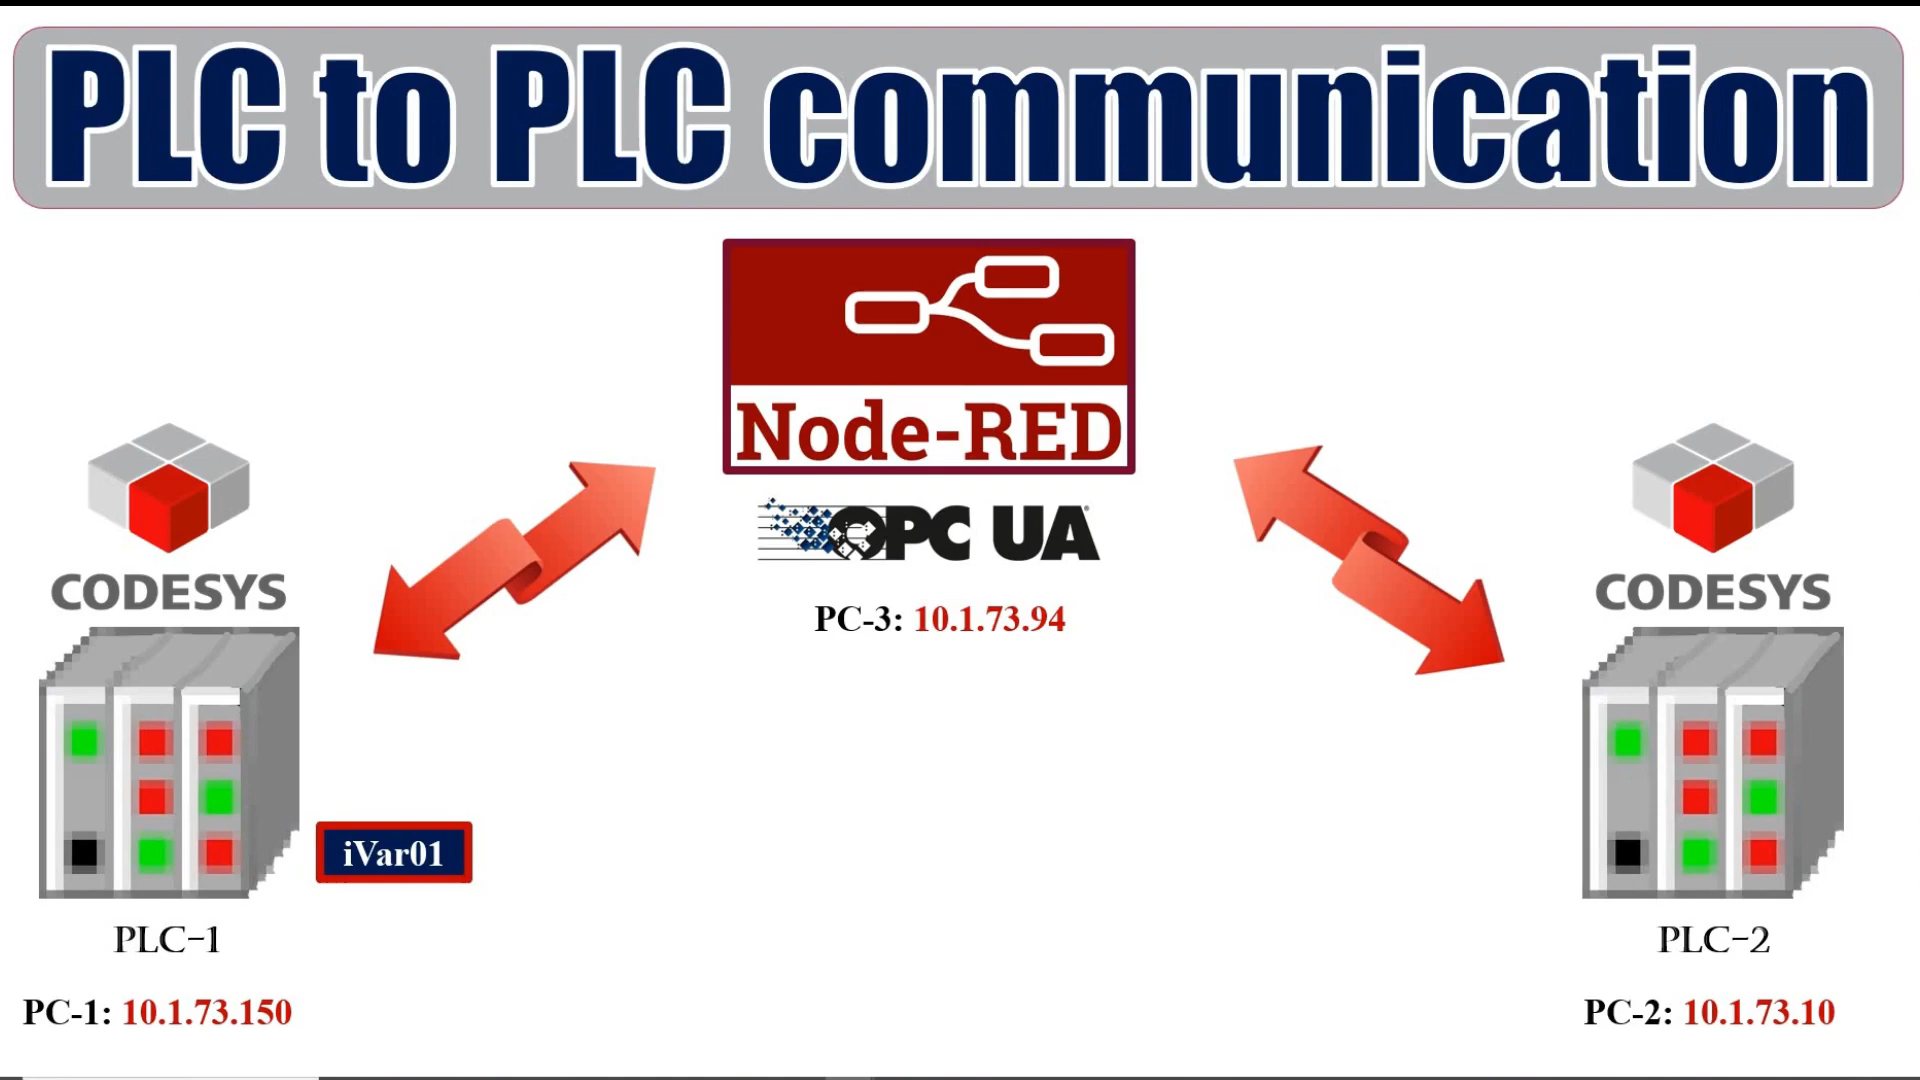 PLC to PLC communication
Node-RED
OPC UA
PC-3: 10.1.73.94
CODESYS
CODESYS
iVar01
PLC-1
PLC-2
PC-1: 10.1.73.150
PC-2: 10.1.73.10